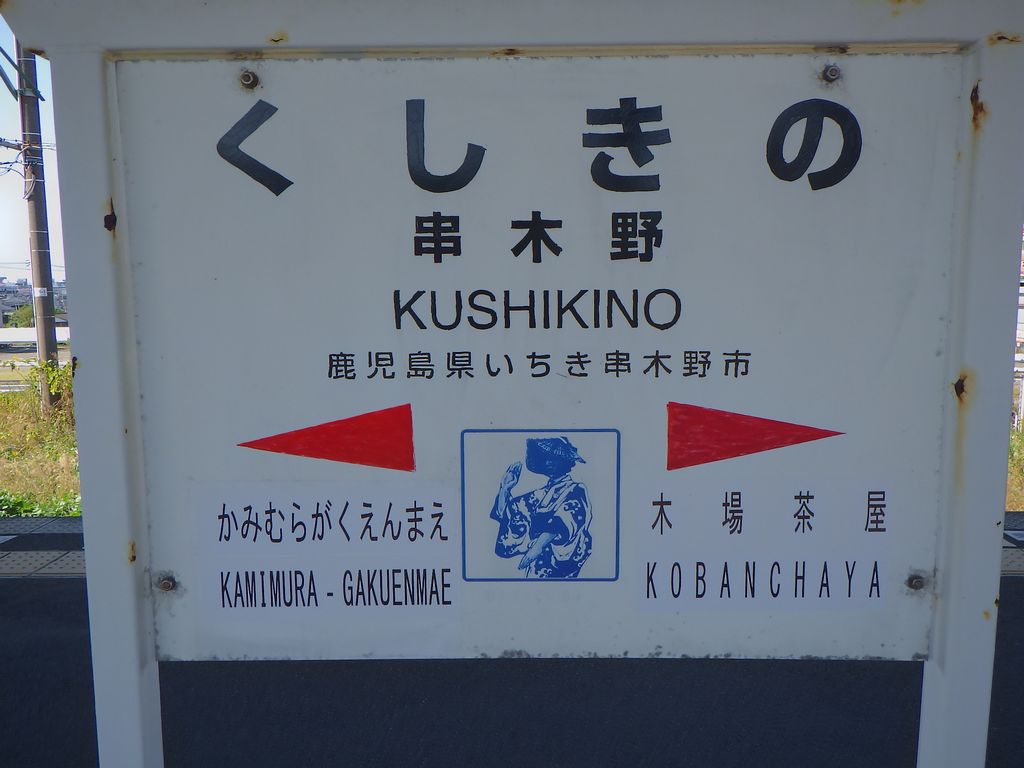 くしきの
串木野
KUSHIKINO
鹿児島県いちき串木野市
かみむらがくえんまえ
KAMIMURA - GAKUENMAE
木場茶屋
KOBANCHAYA